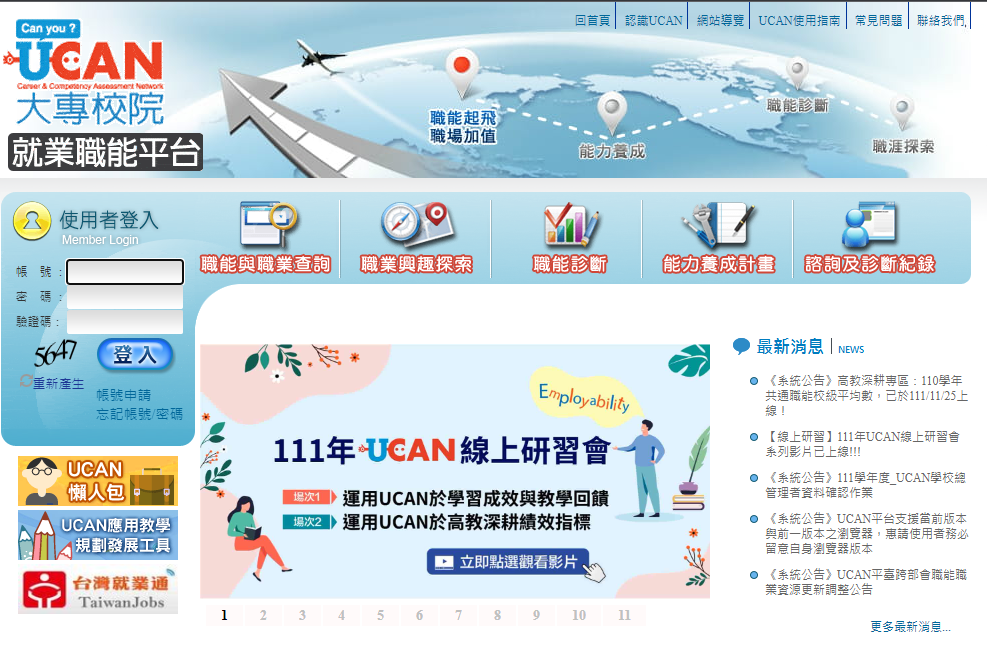 回首頁 認識UCAN 網站導覽 UCAN使用指南 常見問題 聯絡我們
Can you ?
UCAN
Career & Competency Assessment Network
大專校院
就業職能平台
職能起飛
職場加值
能力養成
職能診斷
職涯探索
使用者登入
Member Login
帳 號：
密 碼：
驗證碼：
5647
登入
重新產生
帳號申請
忘記帳號/密碼
職能與職業查詢
職業興趣探索
職能診斷
能力養成計畫
諮詢及診斷紀錄
UCAN
懶人包
UCAN應用教學
規劃發展工具
台灣就業通
TaiwanJobs
Employability
111年 UCAN 線上研習會
場次1 運用UCAN於學習成效與教學回饋
場次2 運用UCAN於高教深耕績效指標
立即點選觀看影片
1 2 3 4 5 6 7 8 9 10 11
最新消息 NEWS
《系統公告》高教深耕專區：110學年
共通職能校級平均數，已於111/11/25上
線！
【線上研習】111年UCAN線上研習會
系列影片已上線!!!
《系統公告》111學年度_UCAN學校總
管理者資料確認作業
《系統公告》UCAN平台支援當前版本
與前一版本之瀏覽器，惠請使用者務必
留意自身瀏覽器版本
《系統公告》UCAN平臺跨部會職能職
業資源更新調整公告
更多最新消息...